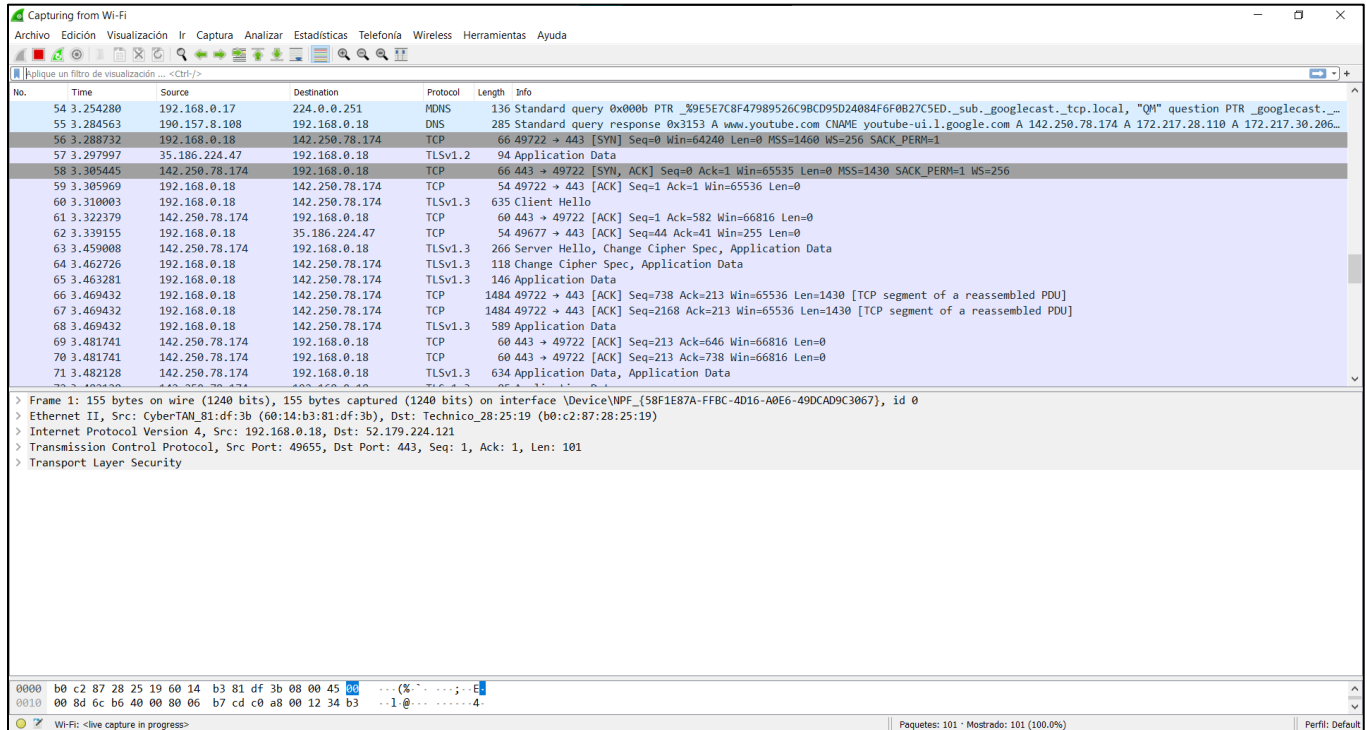 Capturing from Wi-Fi
Archivo Edición Visualización Ir Captura Analizar Estadísticas Telefonía Wireless Herramientas Ayuda
Aplique un filtro de visualización ... <Ctrl-/>
No. Time Source Destination Protocol Length Info
54 3.254280 192.168.0.17 224.0.0.251 MDNS 136 Standard query 0x000b PTR _%9E5E7C8F47989526C9BCD95D24084F6F0B27C5ED._sub._googlecast._tcp.local, "QM" question PTR _googlecast._…
55 3.284563 190.157.8.108 192.168.0.18 DNS 285 Standard query response 0x3153 A www.youtube.com CNAME youtube-ui.l.google.com A 142.250.78.174 A 172.217.28.110 A 172.217.30.206…
56 3.288732 192.168.0.18 142.250.78.174 TCP 66 49722 → 443 [SYN] Seq=0 Win=64240 Len=0 MSS=1460 WS=256 SACK_PERM=1
57 3.297997 35.186.224.47 192.168.0.18 TLSv1.2 94 Application Data
58 3.305445 142.250.78.174 192.168.0.18 TCP 66 443 → 49722 [SYN, ACK] Seq=0 Ack=1 Win=65535 Len=0 MSS=1430 SACK_PERM=1 WS=256
59 3.305969 192.168.0.18 142.250.78.174 TCP 54 49722 → 443 [ACK] Seq=1 Ack=1 Win=65536 Len=0
60 3.310003 192.168.0.18 142.250.78.174 TLSv1.3 635 Client Hello
61 3.322379 142.250.78.174 192.168.0.18 TCP 60 443 → 49722 [ACK] Seq=1 Ack=582 Win=66816 Len=0
62 3.339155 192.168.0.18 35.186.224.47 TCP 54 49677 → 443 [ACK] Seq=44 Ack=41 Win=255 Len=0
63 3.459008 142.250.78.174 192.168.0.18 TLSv1.3 266 Server Hello, Change Cipher Spec, Application Data
64 3.462726 192.168.0.18 142.250.78.174 TLSv1.3 118 Change Cipher Spec, Application Data
65 3.463281 192.168.0.18 142.250.78.174 TLSv1.3 146 Application Data
66 3.469432 192.168.0.18 142.250.78.174 TCP 1484 49722 → 443 [ACK] Seq=738 Ack=213 Win=65536 Len=1430 [TCP segment of a reassembled PDU]
67 3.469432 192.168.0.18 142.250.78.174 TCP 1484 49722 → 443 [ACK] Seq=2168 Ack=213 Win=65536 Len=1430 [TCP segment of a reassembled PDU]
68 3.469432 192.168.0.18 142.250.78.174 TLSv1.3 589 Application Data
69 3.481741 142.250.78.174 192.168.0.18 TCP 60 443 → 49722 [ACK] Seq=213 Ack=646 Win=66816 Len=0
70 3.481741 142.250.78.174 192.168.0.18 TCP 60 443 → 49722 [ACK] Seq=213 Ack=738 Win=66816 Len=0
71 3.482128 142.250.78.174 192.168.0.18 TLSv1.3 634 Application Data, Application Data
> Frame 1: 155 bytes on wire (1240 bits), 155 bytes captured (1240 bits) on interface \Device\NPF_{58F1E87A-FFBC-4D16-A0E6-49DCAD9C3067}, id 0
> Ethernet II, Src: CyberTAN_81:df:3b (60:14:b3:81:df:3b), Dst: Technico_28:25:19 (b0:c2:87:28:25:19)
> Internet Protocol Version 4, Src: 192.168.0.18, Dst: 52.179.224.121
> Transmission Control Protocol, Src Port: 49655, Dst Port: 443, Seq: 1, Ack: 1, Len: 101
> Transport Layer Security
0000 b0 c2 87 28 25 19 60 14 b3 81 df 3b 08 00 45 00 ···(%·`· ···;··E·
0010 00 8d 6c b6 40 00 80 06 b7 cd c0 a8 00 12 34 b3 ··l·@··· ······4·
Wi-Fi: <live capture in progress> Paquetes: 101 · Mostrado: 101 (100.0%) Perfil: Default